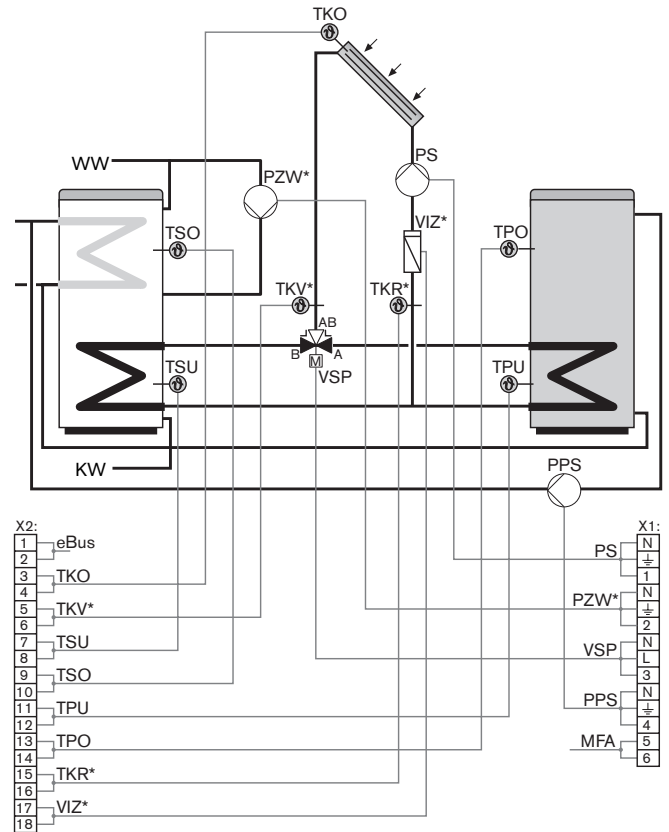 TKO
PS
WW
PZW*
VIZ*
TSO
TPO
TKV*
TKR*
AB
B
A
M
VSP
TSU
TPU
KW
PPS
X2:
1
2
eBus
3
4
TKO
5
6
TKV*
7
8
TSU
9
10
TSO
11
12
TPU
13
14
TPO
15
16
TKR*
17
18
VIZ*
X1:
PS
N
1
PZW*
N
2
VSP
N
L
3
PPS
N
4
MFA
5
6